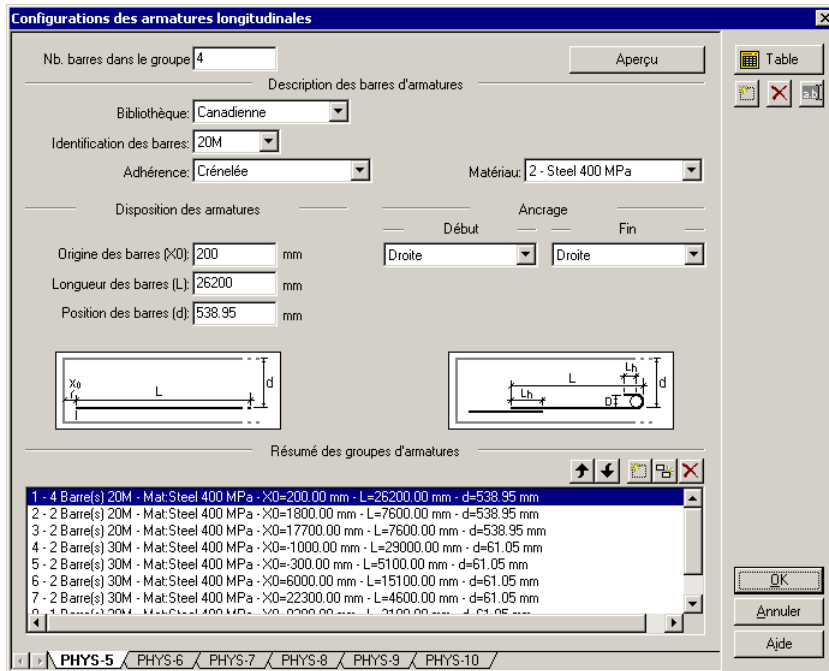 Configurations des armatures longitudinales
Nb. barres dans le groupe 4
Aperçu
Table
Description des barres d'armatures
a.b
Bibliothèque: Canadienne
Identification des barres: 20M
Adhérence: Crénelée
Matériau: 2 - Steel 400 MPa
Disposition des armatures
Ancrage
Début
Fin
Origine des barres (X0): 200 mm
Droite
Droite
Longueur des barres (L): 26200 mm
Position des barres (d): 538.95 mm
X0
L
d
L
Lh
Lh
D
d
Résumé des groupes d'armatures
1 - 4 Barre(s) 20M - Mat:Steel 400 MPa - X0=200.00 mm - L=26200.00 mm - d=538.95 mm
2 - 2 Barre(s) 20M - Mat:Steel 400 MPa - X0=1800.00 mm - L=7600.00 mm - d=538.95 mm
3 - 2 Barre(s) 20M - Mat:Steel 400 MPa - X0=17700.00 mm - L=7600.00 mm - d=538.95 mm
4 - 2 Barre(s) 30M - Mat:Steel 400 MPa - X0=-1000.00 mm - L=29000.00 mm - d=61.05 mm
5 - 2 Barre(s) 30M - Mat:Steel 400 MPa - X0=-300.00 mm - L=5100.00 mm - d=61.05 mm
6 - 2 Barre(s) 30M - Mat:Steel 400 MPa - X0=6000.00 mm - L=15100.00 mm - d=61.05 mm
7 - 2 Barre(s) 30M - Mat:Steel 400 MPa - X0=22300.00 mm - L=4600.00 mm - d=61.05 mm
OK
Annuler
Aide
PHYS-5 PHYS-6 PHYS-7 PHYS-8 PHYS-9 PHYS-10